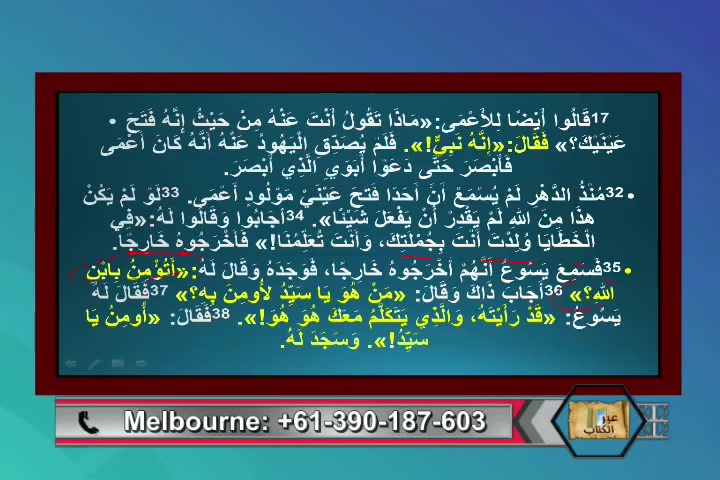 17قَالُوا أَيْضًا لِلأَعْمَى:«مَاذَا تَقُولُ أَنْتَ عَنْهُ مِنْ حَيْثُ إِنَّهُ فَتَحَ •
عَيْنَيْكَ؟» فَقَالَ:«إِنَّهُ نَبِيٌّ!». فَلَمْ يُصَدِّقِ الْيَهُودُ عَنْهُ أَنَّهُ كَانَ أَعْمَى
فَأَبْصَرَ حَتَّى دَعَوْا أَبَوَيِ الَّذِي أَبْصَرَ.
•32مُنْذُ الدَّهْرِ لَمْ يُسْمَعْ أَنَّ أَحَدًا فَتَحَ عَيْنَيْ مَوْلُودٍ أَعْمَى. 33لَوْ لَمْ يَكُنْ
هذَا مِنَ اللهِ لَمْ يَقْدِرْ أَنْ يَفْعَلَ شَيْئًا». 34أَجَابُوا وَقَالُوا لَهُ:«فِي
الْخَطَايَا وُلِدْتَ أَنْتَ بِجُمْلَتِكَ، وَأَنْتَ تُعَلِّمُنَا!» فَأَخْرَجُوهُ خَارِجًا.
•35فَسَمِعَ يَسُوعُ أَنَّهُمْ أَخْرَجُوهُ خَارِجًا، فَوَجَدَهُ وَقَالَ لَهُ:«أَتُؤْمِنُ بِابْنِ
اللهِ؟» 36أَجَابَ ذَاكَ وَقَالَ: «مَنْ هُوَ يَا سَيِّدُ لأُومِنَ بِهِ؟» 37فَقَالَ لَهُ
يَسُوعُ: «قَدْ رَأَيْتَهُ، وَالَّذِي يَتَكَلَّمُ مَعَكَ هُوَ هُوَ!». 38فَقَالَ: «أُومِنُ يَا
سَيِّدُ!». وَسَجَدَ لَهُ.
Melbourne: +61-390-187-603
عبر
الكتاب